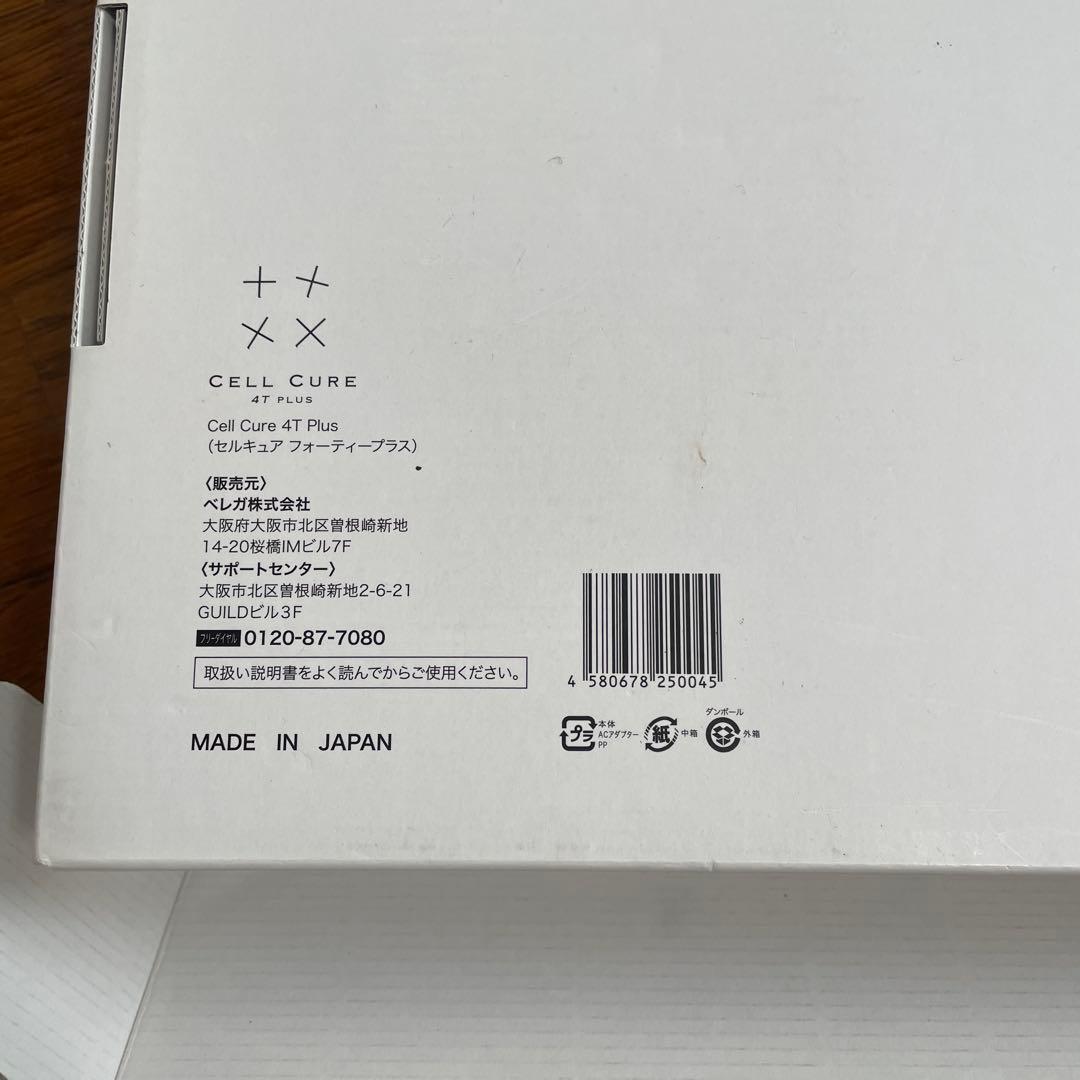 CELL CURE
4T PLUS
Cell Cure 4T Plus
（セルキュア フォーティープラス）
〈販売元〉
ベレガ株式会社
大阪府大阪市北区曽根崎新地
14-20桜橋IMビル7F
〈サポートセンター〉
大阪市北区曽根崎新地2-6-21
GUILDビル3F
フリーダイヤル 0120-87-7080
取扱い説明書をよく読んでからご使用ください。
MADE IN JAPAN
4 580678 250045
プラ 本体 ACアダプター PP
紙 中箱
ダンボール
外箱